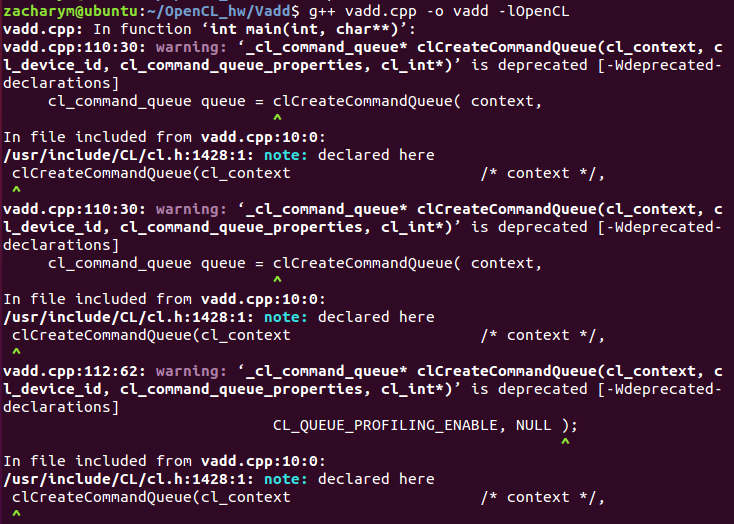 zacharym@ubuntu:~/OpenCL_hw/Vadd$ g++ vadd.cpp -o vadd -lOpenCL
vadd.cpp: In function ‘int main(int, char**)’:
vadd.cpp:110:30: warning: ‘_cl_command_queue* clCreateCommandQueue(cl_context, c
l_device_id, cl_command_queue_properties, cl_int*)’ is deprecated [-Wdeprecated-
declarations]
     cl_command_queue queue = clCreateCommandQueue( context,
                              ^
In file included from vadd.cpp:10:0:
/usr/include/CL/cl.h:1428:1: note: declared here
 clCreateCommandQueue(cl_context                     /* context */,
 ^
vadd.cpp:110:30: warning: ‘_cl_command_queue* clCreateCommandQueue(cl_context, c
l_device_id, cl_command_queue_properties, cl_int*)’ is deprecated [-Wdeprecated-
declarations]
     cl_command_queue queue = clCreateCommandQueue( context,
                              ^
In file included from vadd.cpp:10:0:
/usr/include/CL/cl.h:1428:1: note: declared here
 clCreateCommandQueue(cl_context                     /* context */,
 ^
vadd.cpp:112:62: warning: ‘_cl_command_queue* clCreateCommandQueue(cl_context, c
l_device_id, cl_command_queue_properties, cl_int*)’ is deprecated [-Wdeprecated-
declarations]
                              CL_QUEUE_PROFILING_ENABLE, NULL );
                                                              ^
In file included from vadd.cpp:10:0:
/usr/include/CL/cl.h:1428:1: note: declared here
 clCreateCommandQueue(cl_context                     /* context */,
 ^